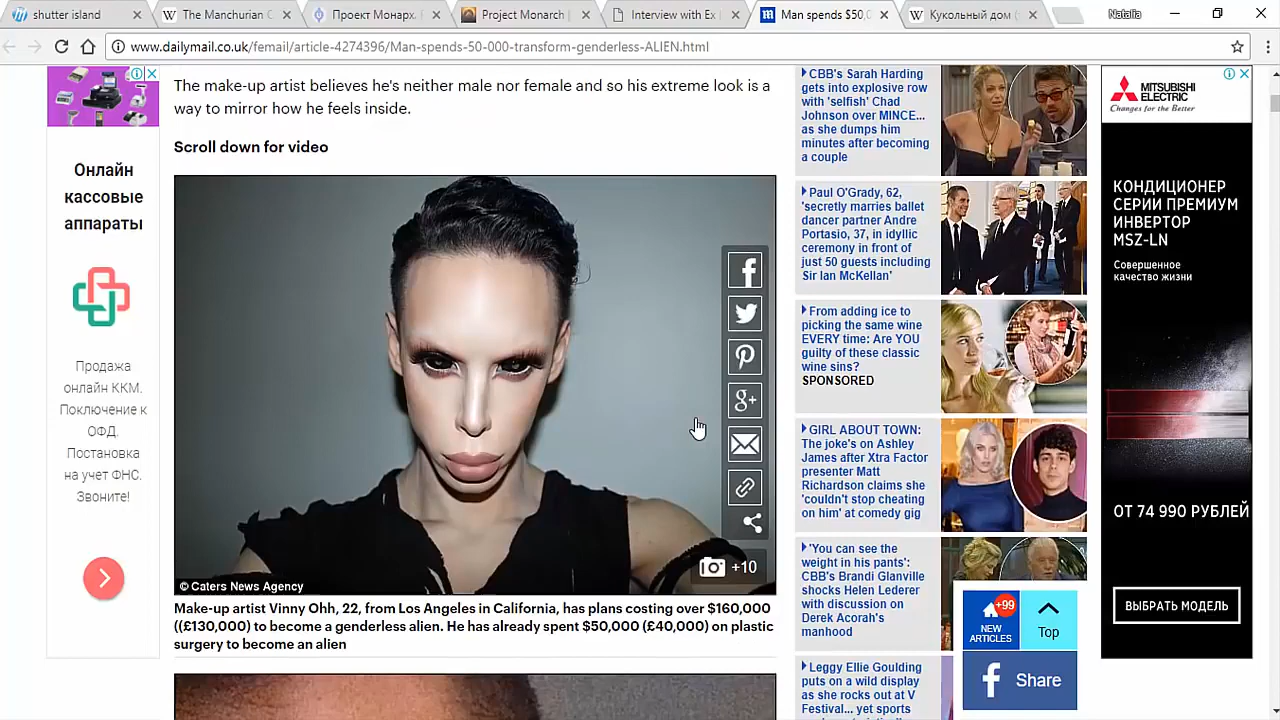 shutter island
The Manchurian C
Проект Монарх.
Project Monarch |
Interview with Ex I
Man spends $50,0
Кукольный дом (
Natalia
www.dailymail.co.uk/femail/article-4274396/Man-spends-50-000-transform-genderless-ALIEN.html
The make-up artist believes he's neither male nor female and so his extreme look is a
way to mirror how he feels inside.
Scroll down for video
© Caters News Agency
+10
Make-up artist Vinny Ohh, 22, from Los Angeles in California, has plans costing over $160,000
((£130,000) to become a genderless alien. He has already spent $50,000 (£40,000) on plastic
surgery to become an alien
Онлайн
кассовые
аппараты
Продажа
онлайн ККМ.
Поключение к
ОФД.
Постановка
на учет ФНС.
Звоните!
CBB's Sarah Harding
gets into explosive row
with 'selfish' Chad
Johnson over MINCE...
as she dumps him
minutes after becoming
a couple
Paul O'Grady, 62,
'secretly marries ballet
dancer partner Andre
Portasio, 37, in idyllic
ceremony in front of
just 50 guests including
Sir Ian McKellan'
From adding ice to
picking the same wine
EVERY time: Are YOU
guilty of these classic
wine sins?
SPONSORED
GIRL ABOUT TOWN:
The joke's on Ashley
James after Xtra Factor
presenter Matt
Richardson claims she
'couldn't stop cheating
on him' at comedy gig
'You can see the
weight in his pants':
CBB's Brandi Glanville
shocks Helen Lederer
with discussion on
Derek Acorah's
manhood
Leggy Ellie Goulding
puts on a wild display
as she rocks out at V
Festival... yet sports
+99
NEW
ARTICLES
Top
Share
MITSUBISHI
ELECTRIC
Changes for the Better
КОНДИЦИОНЕР
СЕРИИ ПРЕМИУМ
ИНВЕРТОР
MSZ-LN
Совершенное
качество жизни
ОТ 74 990 РУБЛЕЙ
ВЫБРАТЬ МОДЕЛЬ